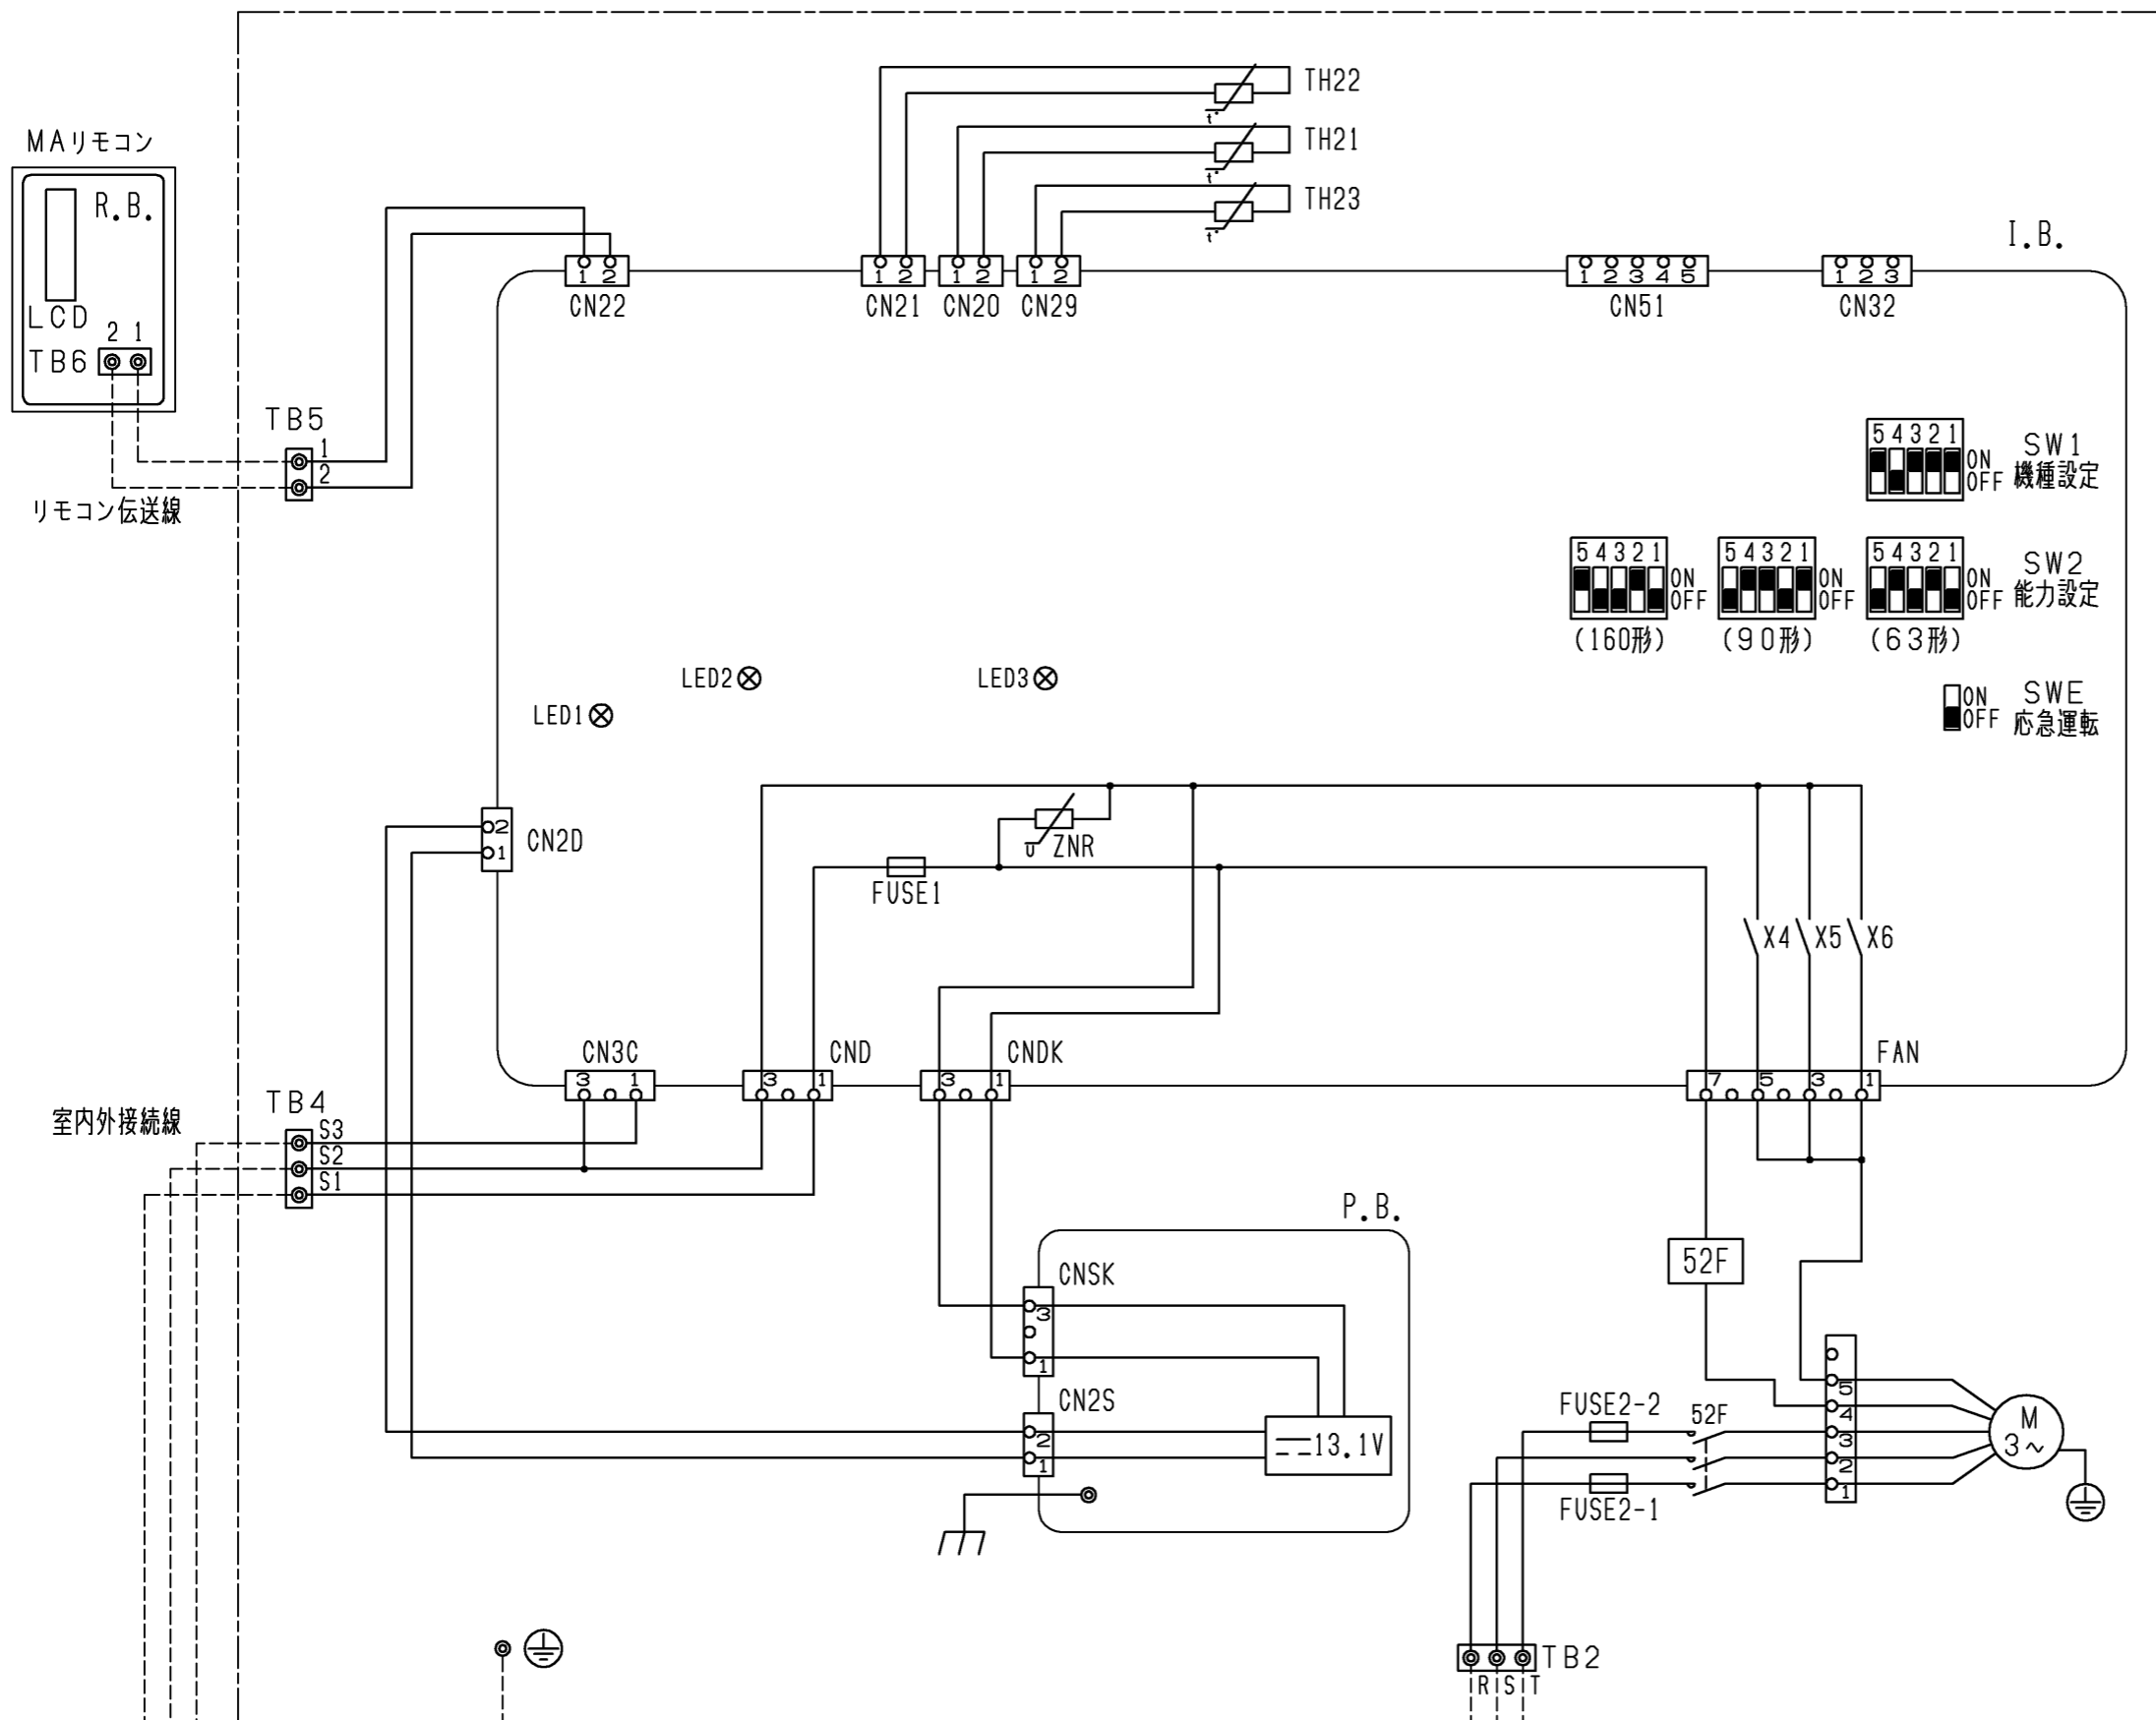 TH22
TH21
TH23
MAリモコン
R.B.
LCD
2 1
TB6
I.B.
1 2
CN22
1 2
CN21
1 2
CN20
1 2
CN29
1 2 3 4 5
CN51
1 2 3
CN32
TB5
1
2
リモコン伝送線
5 4 3 2 1
ON
OFF
SW1
機種設定
5 4 3 2 1
ON
OFF
(160形)
5 4 3 2 1
ON
OFF
(90形)
5 4 3 2 1
ON
OFF
(63形)
SW2
能力設定
LED2
LED3
LED1
ON
OFF
SWE
応急運転
2
1
CN2D
U ZNR
FUSE1
X4
X5
X6
CN3C
3 1
CND
3 1
CNDK
3 1
FAN
7 5 3 1
室内外接続線
TB4
S3
S2
S1
P.B.
CNSK
3
1
CN2S
2
1
13.1V
52F
FUSE2-2
52F
FUSE2-1
5
4
3
2
1
M
3~
TB2
R S T